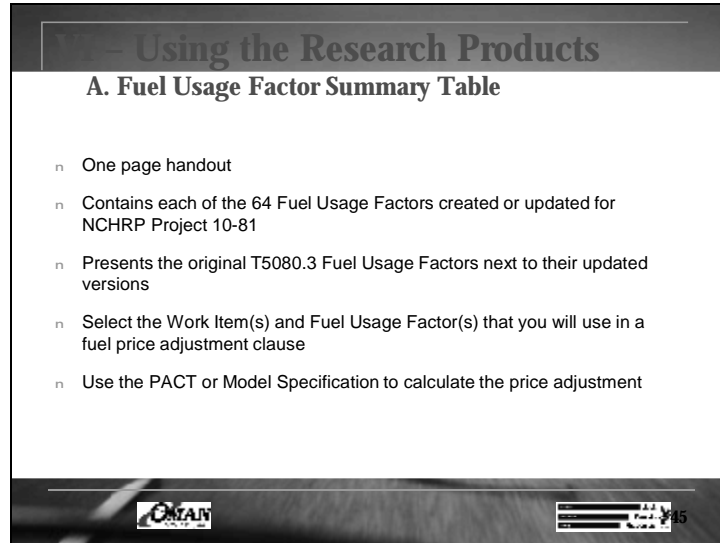 VI – Using the Research Products
A. Fuel Usage Factor Summary Table
n One page handout
n Contains each of the 64 Fuel Usage Factors created or updated for
NCHRP Project 10-81
n Presents the original T5080.3 Fuel Usage Factors next to their updated
versions
n Select the Work Item(s) and Fuel Usage Factor(s) that you will use in a
fuel price adjustment clause
n Use the PACT or Model Specification to calculate the price adjustment
OMAN
45